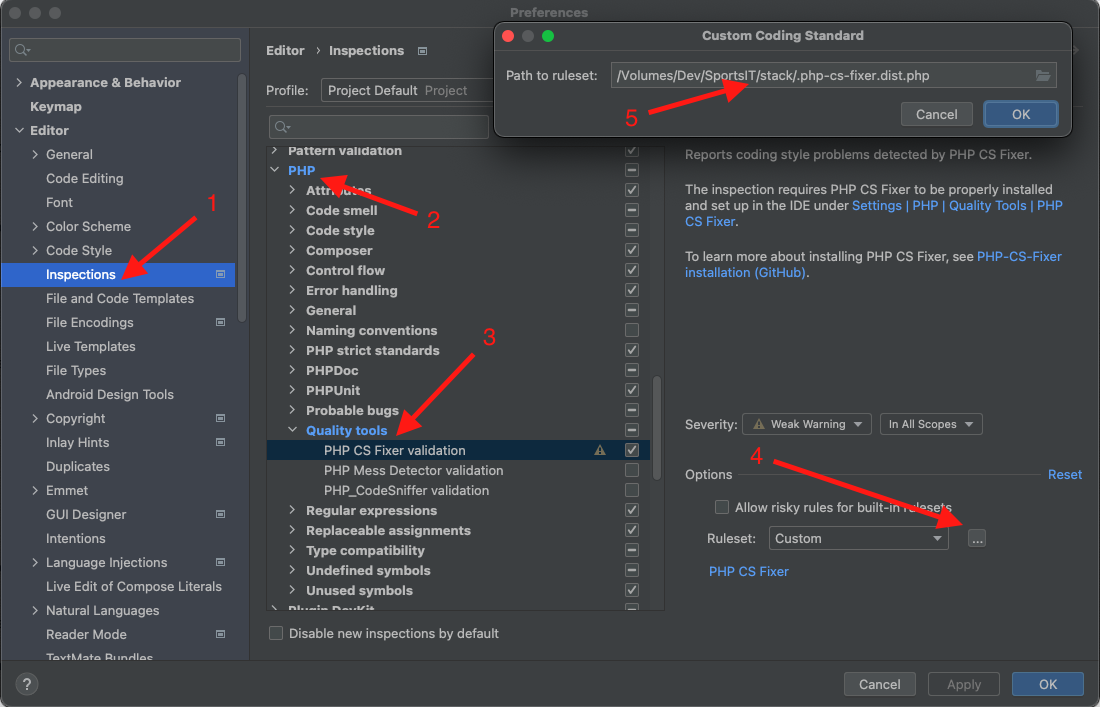 Preferences
Custom Coding Standard
Path to ruleset: /Volumes/Dev/SportsIT/stack/.php-cs-fixer.dist.php
5
Cancel OK
Appearance & Behavior
Keymap
Editor
General
Code Editing
Font
1
Color Scheme
Code Style
Inspections
File and Code Templates
File Encodings
Live Templates
File Types
Android Design Tools
Copyright
Inlay Hints
Duplicates
Emmet
GUI Designer
Intentions
Language Injections
Live Edit of Compose Literals
Natural Languages
Reader Mode
TextMate Bundles
Editor › Inspections
Profile: Project Default Project
Pattern validation
PHP
2
Attributes
Code smell
Code style
Composer
Control flow
Error handling
General
Naming conventions
3
PHP strict standards
PHPDoc
PHPUnit
Probable bugs
Quality tools
PHP CS Fixer validation
PHP Mess Detector validation
PHP_CodeSniffer validation
Regular expressions
Replaceable assignments
Type compatibility
Undefined symbols
Unused symbols
Plugin DevKit
Disable new inspections by default
Reports coding style problems detected by PHP CS Fixer.
The inspection requires PHP CS Fixer to be properly installed
and set up in the IDE under Settings | PHP | Quality Tools | PHP
CS Fixer.
To learn more about installing PHP CS Fixer, see PHP-CS-Fixer
installation (GitHub).
Severity: Weak Warning In All Scopes
4
Options Reset
Allow risky rules for built-in rulesets
Ruleset: Custom ...
PHP CS Fixer
? Cancel Apply OK